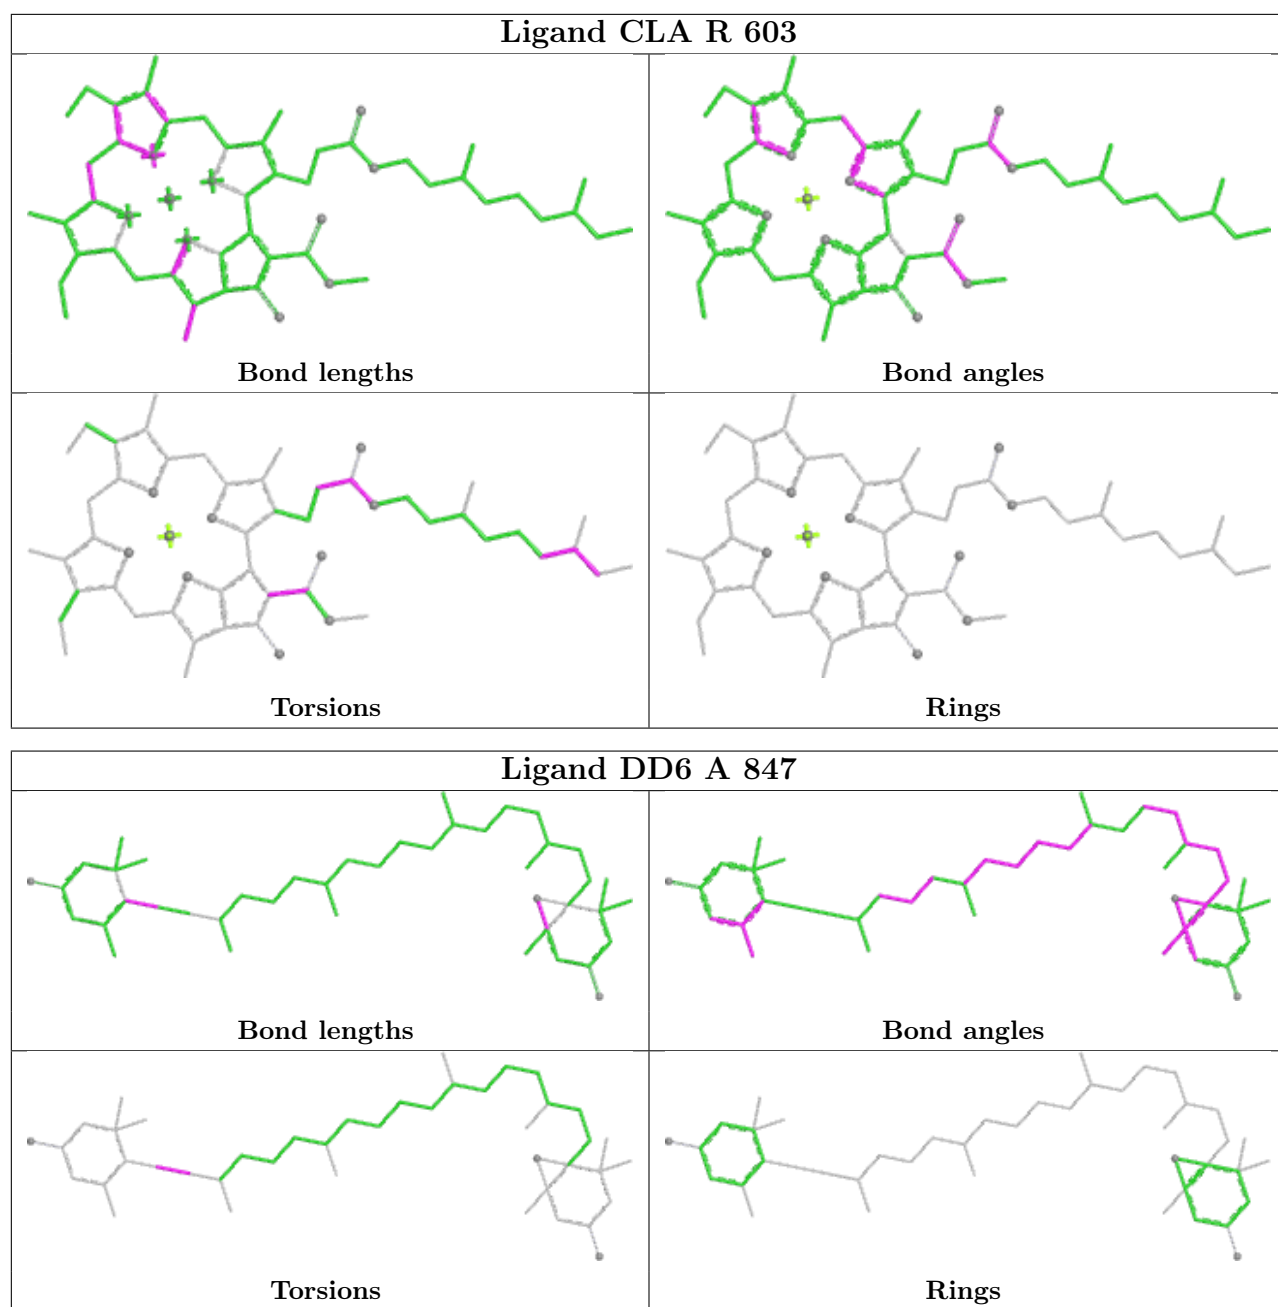 Ligand CLA R 603
Bond lengths
Bond angles
Torsions
Rings
Ligand DD6 A 847
Bond lengths
Bond angles
Torsions
Rings